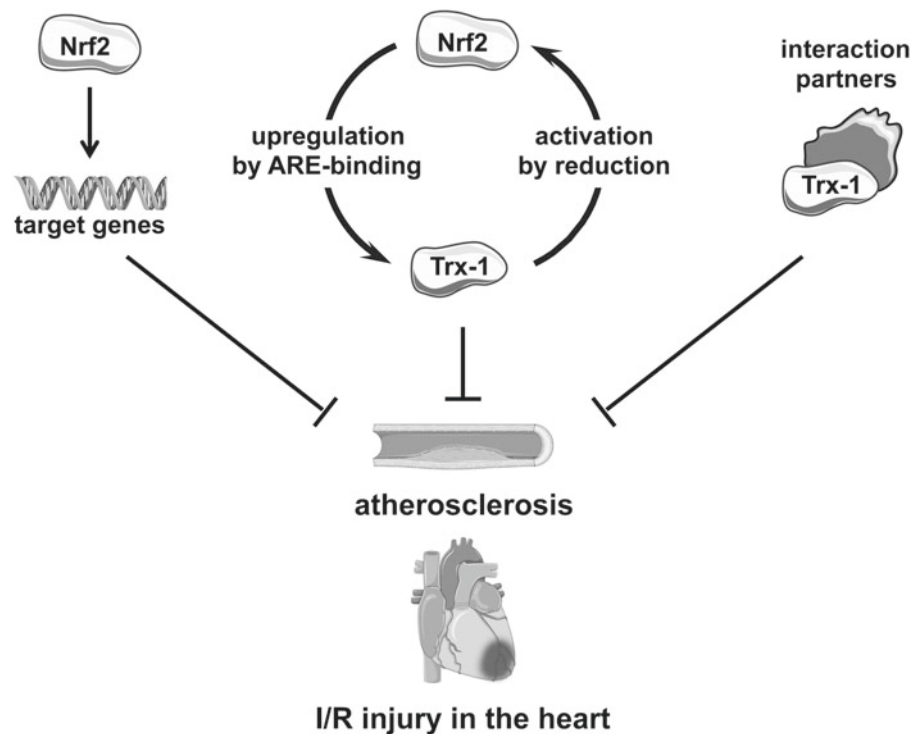 Nrf2
target genes
Nrf2
upregulation
by ARE-binding
activation
by reduction
Trx-1
interaction
partners
Trx-1
atherosclerosis
I/R injury in the heart